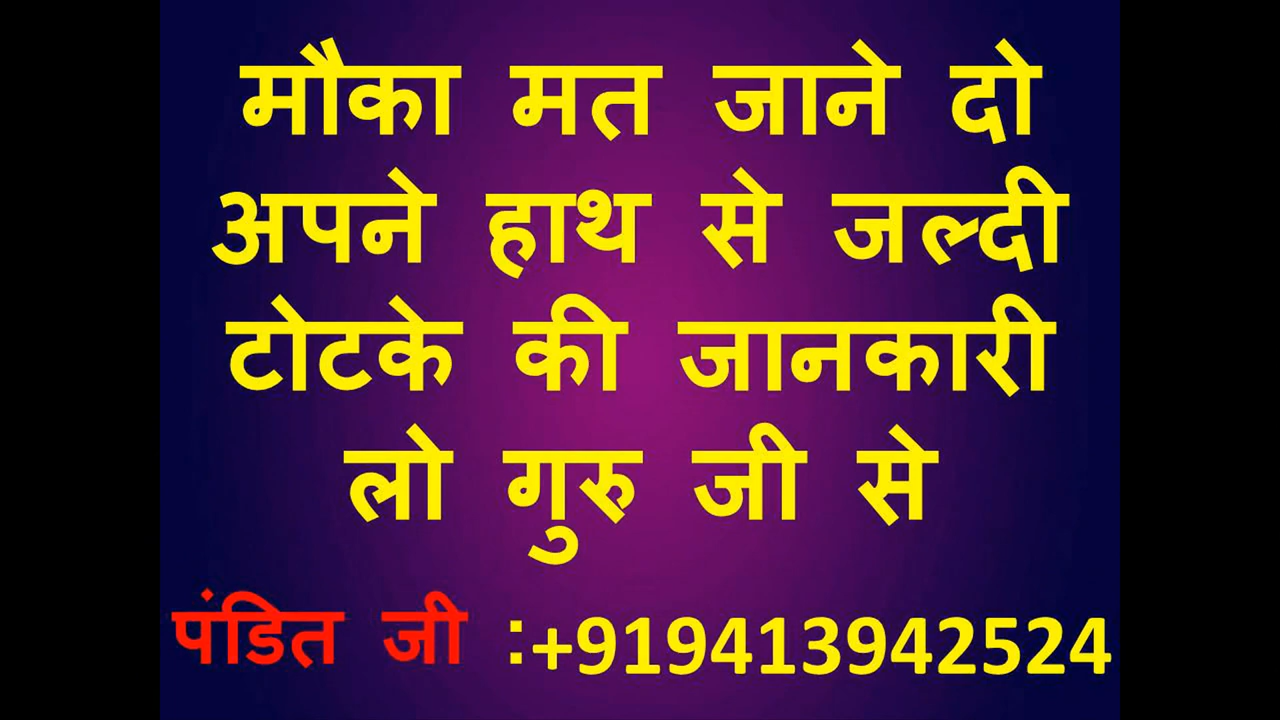 मौका मत जाने दो
अपने हाथ से जल्दी
टोटके की जानकारी
लो गुरु जी से
पंडित जी :+919413942524